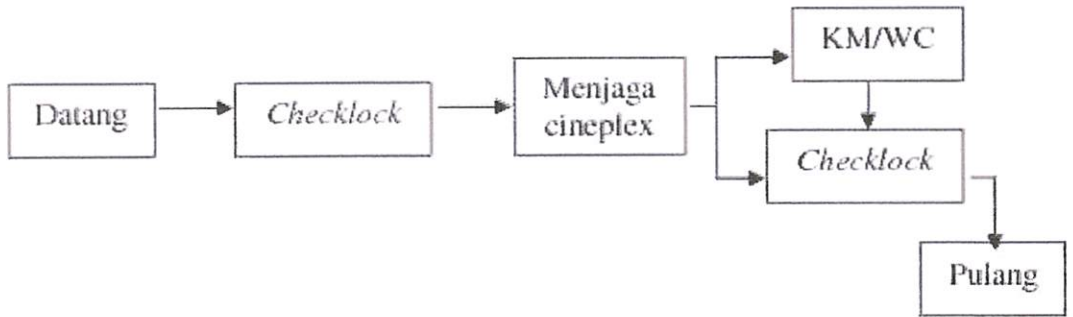 Datang
Checklock
Menjaga
cineplex
KM/WC
Checklock
Pulang